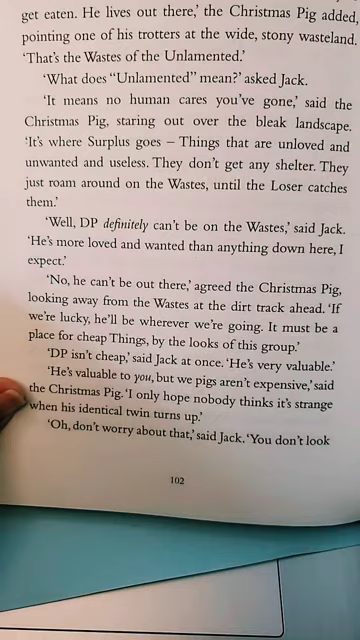 get eaten. He lives out there,' the Christmas Pig added,
pointing one of his trotters at the wide, stony wasteland.
'That's the Wastes of the Unlamented.'
'What does “Unlamented” mean?' asked Jack.
'It means no human cares you've gone,' said the
Christmas Pig, staring out over the bleak landscape.
'It's where Surplus goes – Things that are unloved and
unwanted and useless. They don't get any shelter. They
just roam around on the Wastes, until the Loser catches
them.'
'Well, DP definitely can't be on the Wastes,' said Jack.
'He's more loved and wanted than anything down here, I
expect.'
'No, he can't be out there,' agreed the Christmas Pig,
looking away from the Wastes at the dirt track ahead. 'If
we're lucky, he'll be wherever we're going. It must be a
place for cheap Things, by the looks of this group.'
'DP isn't cheap,' said Jack at once. 'He's very valuable.'
'He's valuable to you, but we pigs aren't expensive,' said
the Christmas Pig. 'I only hope nobody thinks it's strange
when his identical twin turns up.'
'Oh, don't worry about that,' said Jack. 'You don't look
102